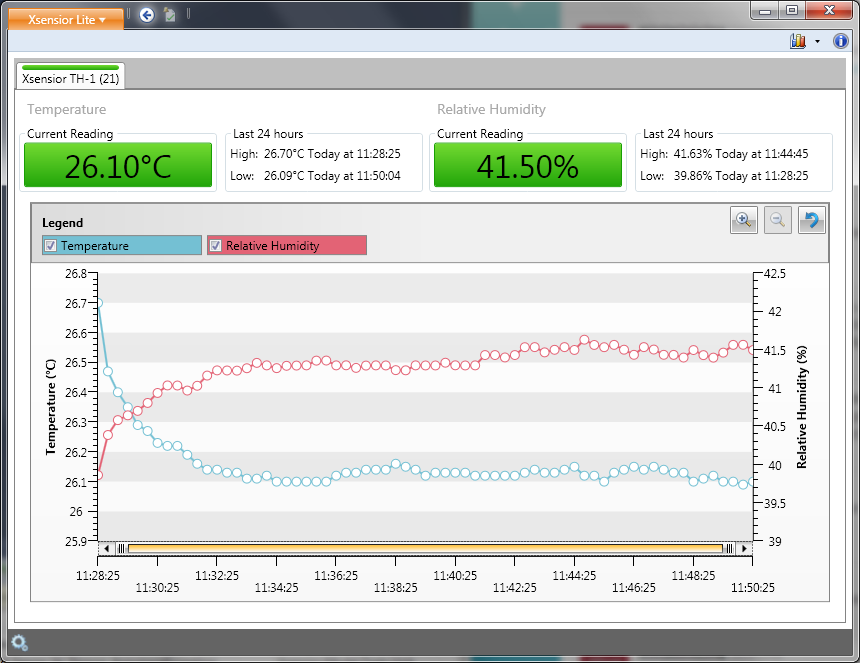 Xsensior Lite
Xsensior TH-1 (21)
Temperature
Relative Humidity
Current Reading
Last 24 hours
Current Reading
Last 24 hours
26.10°C
High: 26.70°C Today at 11:28:25
Low: 26.09°C Today at 11:50:04
41.50%
High: 41.63% Today at 11:44:45
Low: 39.86% Today at 11:28:25
Legend
Temperature
Relative Humidity
Temperature (°C)
26.8
26.7
26.6
26.5
26.4
26.3
26.2
26.1
26
25.9
42.5
42
41.5
41
40.5
40
39.5
39
Relative Humidity (%)
11:28:25
11:30:25
11:32:25
11:34:25
11:36:25
11:38:25
11:40:25
11:42:25
11:44:25
11:46:25
11:48:25
11:50:25